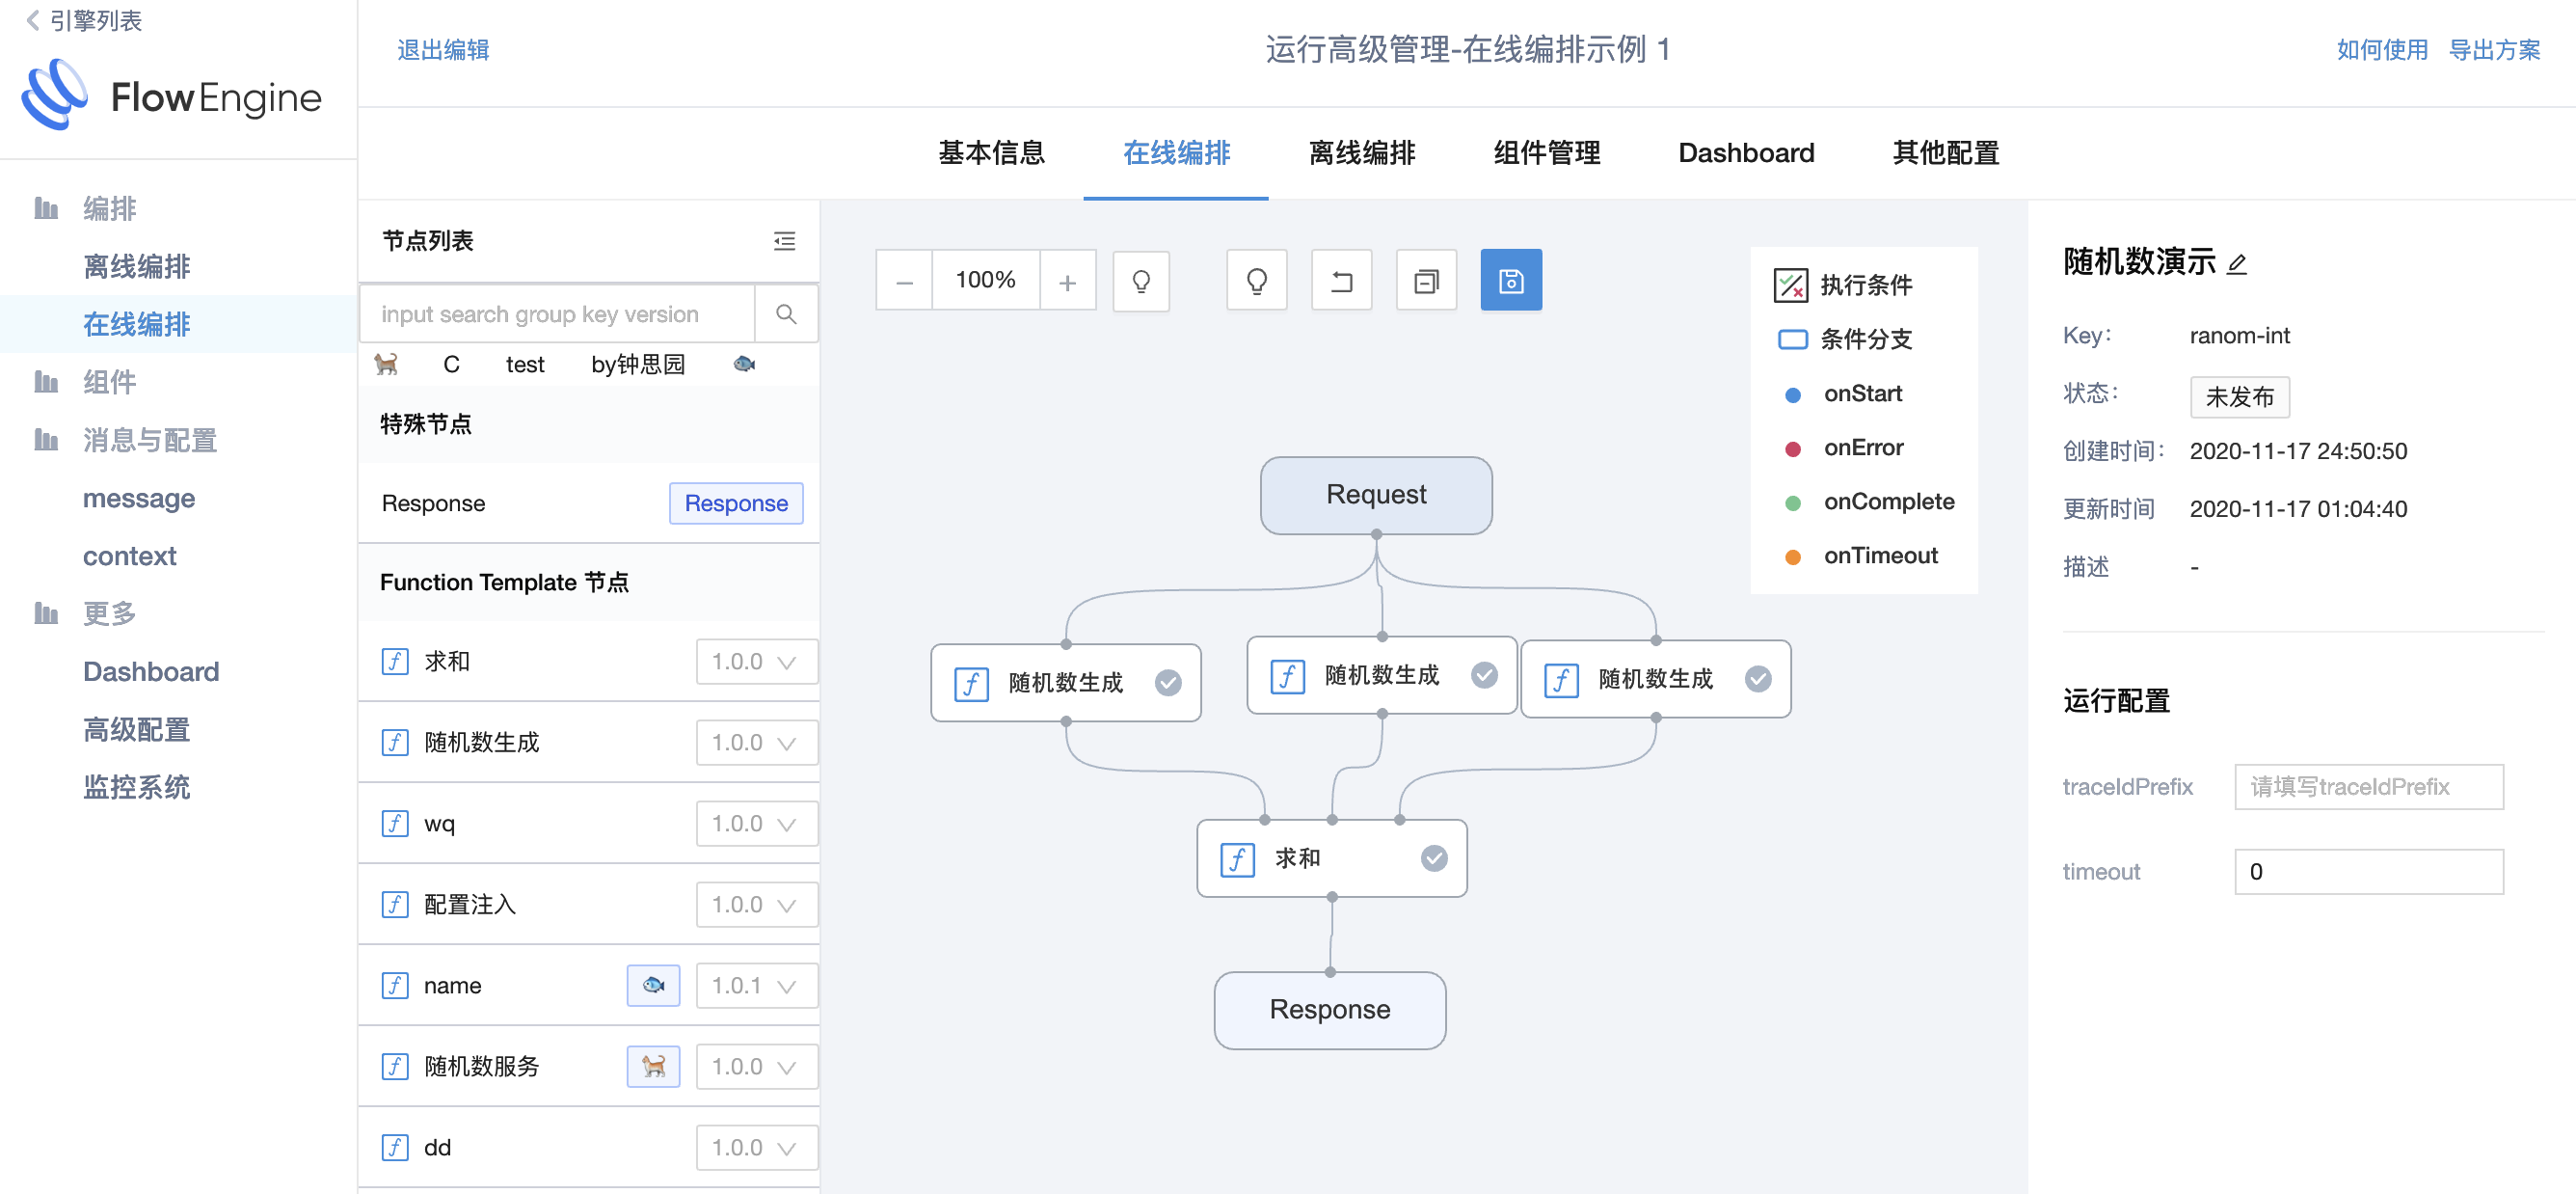 引擎列表
FlowEngine
编排
离线编排
在线编排
组件
消息与配置
message
context
更多
Dashboard
高级配置
监控系统
退出编辑
运行高级管理-在线编排示例 1
如何使用 导出方案
基本信息 在线编排 离线编排 组件管理 Dashboard 其他配置
节点列表
input search group key version
C test by钟思园
特殊节点
Response Response
Function Template 节点
求和 1.0.0
随机数生成 1.0.0
wq 1.0.0
配置注入 1.0.0
name 1.0.1
随机数服务 1.0.0
dd 1.0.0
100%
执行条件
条件分支
onStart
onError
onComplete
onTimeout
Request
随机数生成 随机数生成 随机数生成
求和
Response
随机数演示
Key: ranom-int
状态: 未发布
创建时间: 2020-11-17 24:50:50
更新时间 2020-11-17 01:04:40
描述 -
运行配置
traceIdPrefix 请填写traceIdPrefix
timeout 0